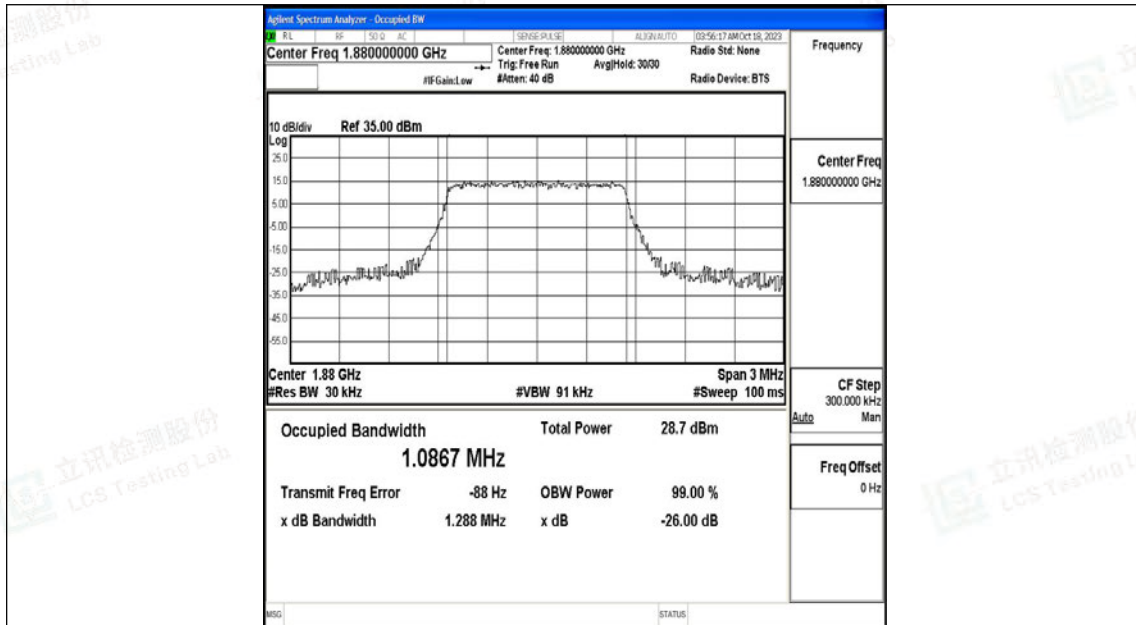 Agilent Spectrum Analyzer - Occupied BW
RL RF 50 Ω AC SENSE:PULSE ALIGNAUTO 03:56:17 AM Oct 18, 2023
Center Freq 1.880000000 GHz
Center Freq: 1.880000000 GHz
Radio Std: None
Trig: Free Run Avg|Hold: 30/30
#IFGain:Low
#Atten: 40 dB
Radio Device: BTS
10 dB/div Ref 35.00 dBm
Log
25.0
15.0
5.00
-5.00
-15.0
-25.0
-35.0
-45.0
-55.0
Center 1.88 GHz
Span 3 MHz
#Res BW 30 kHz
#VBW 91 kHz
#Sweep 100 ms
Occupied Bandwidth
Total Power 28.7 dBm
1.0867 MHz
Transmit Freq Error -88 Hz
OBW Power 99.00 %
x dB Bandwidth 1.288 MHz
x dB -26.00 dB
MSG
STATUS
Frequency
Center Freq
1.880000000 GHz
CF Step
300.000 kHz
Auto Man
Freq Offset
0 Hz
立讯检测股份
LCS Testing Lab
立讯检测股份
LCS Testing L